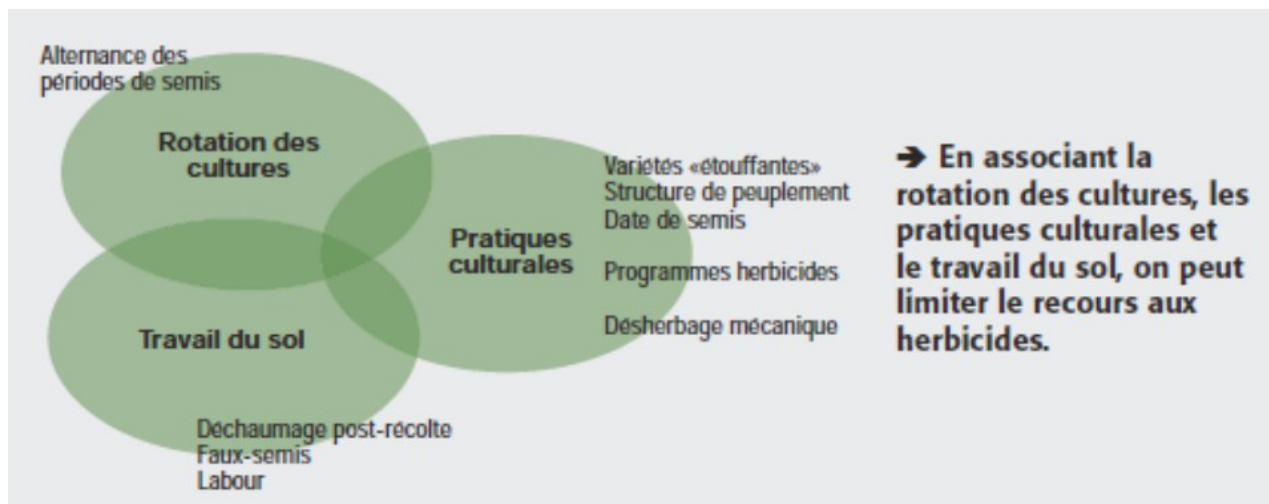 Alternance des
périodes de semis
Rotation des
cultures
Pratiques
culturales
Variétés «étouffantes»
Structure de peuplement
Date de semis
Programmes herbicides
Désherbage mécanique
Travail du sol
Déchaumage post-récolte
Faux-semis
Labour
➔ En associant la
rotation des cultures, les
pratiques culturales et
le travail du sol, on peut
limiter le recours aux
herbicides.